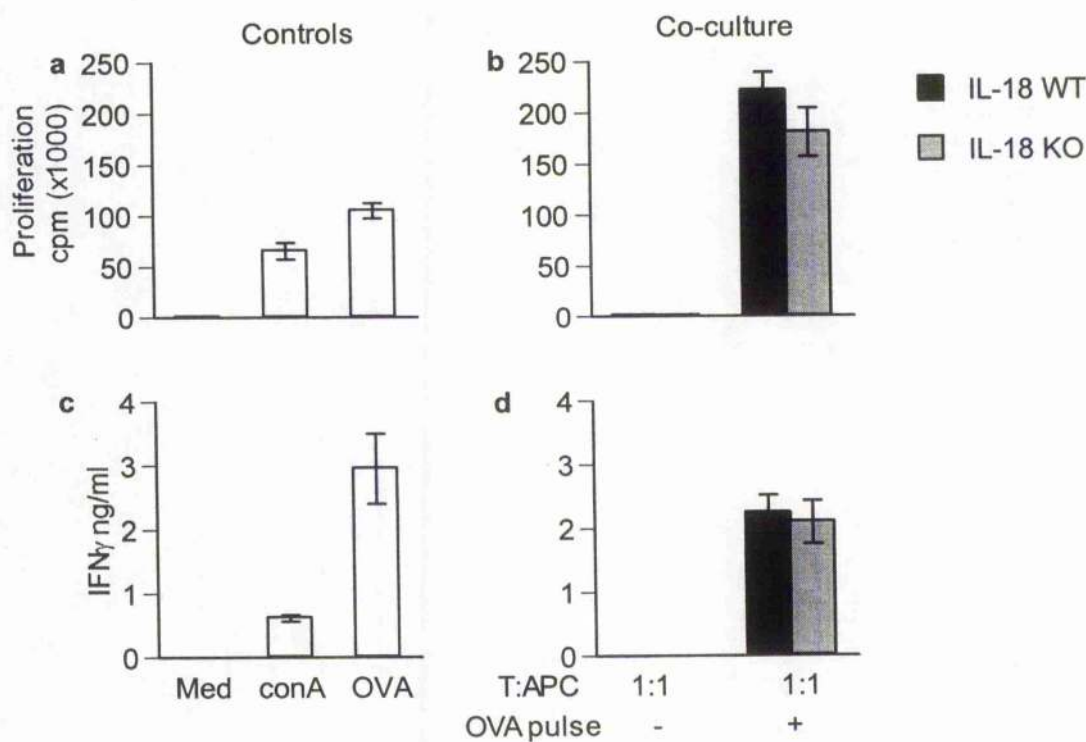 Controls
Co-culture
a
250
200
150
100
50
0
Proliferation
cpm (x1000)
b
250
200
150
100
50
0
IL-18 WT
IL-18 KO
c
4
3
2
1
0
IFNγ ng/ml
Med conA OVA
d
4
3
2
1
0
T:APC 1:1 1:1
OVA pulse - +